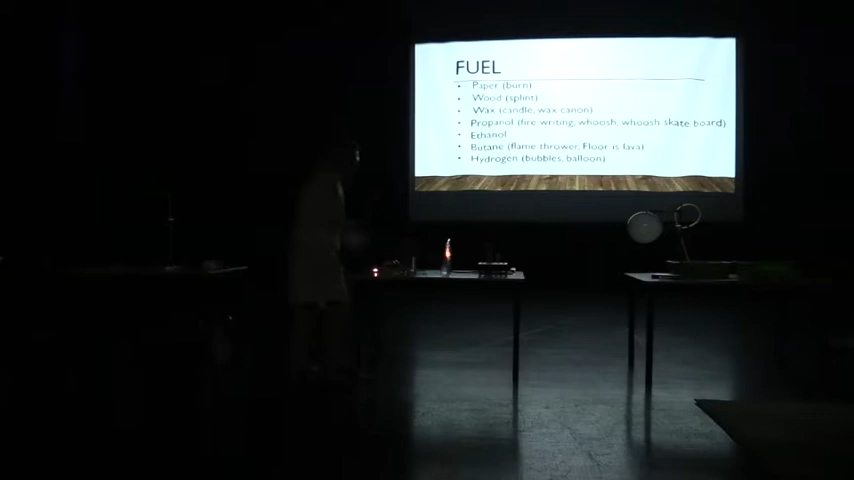 FUEL
• Paper (burn)
• Wood (splint)
• Wax (candle, wax canon)
• Propanol (fire writing, whoosh, whoosh skate board)
• Ethanol
• Butane (flame thrower, Floor is lava)
• Hydrogen (bubbles, balloon)